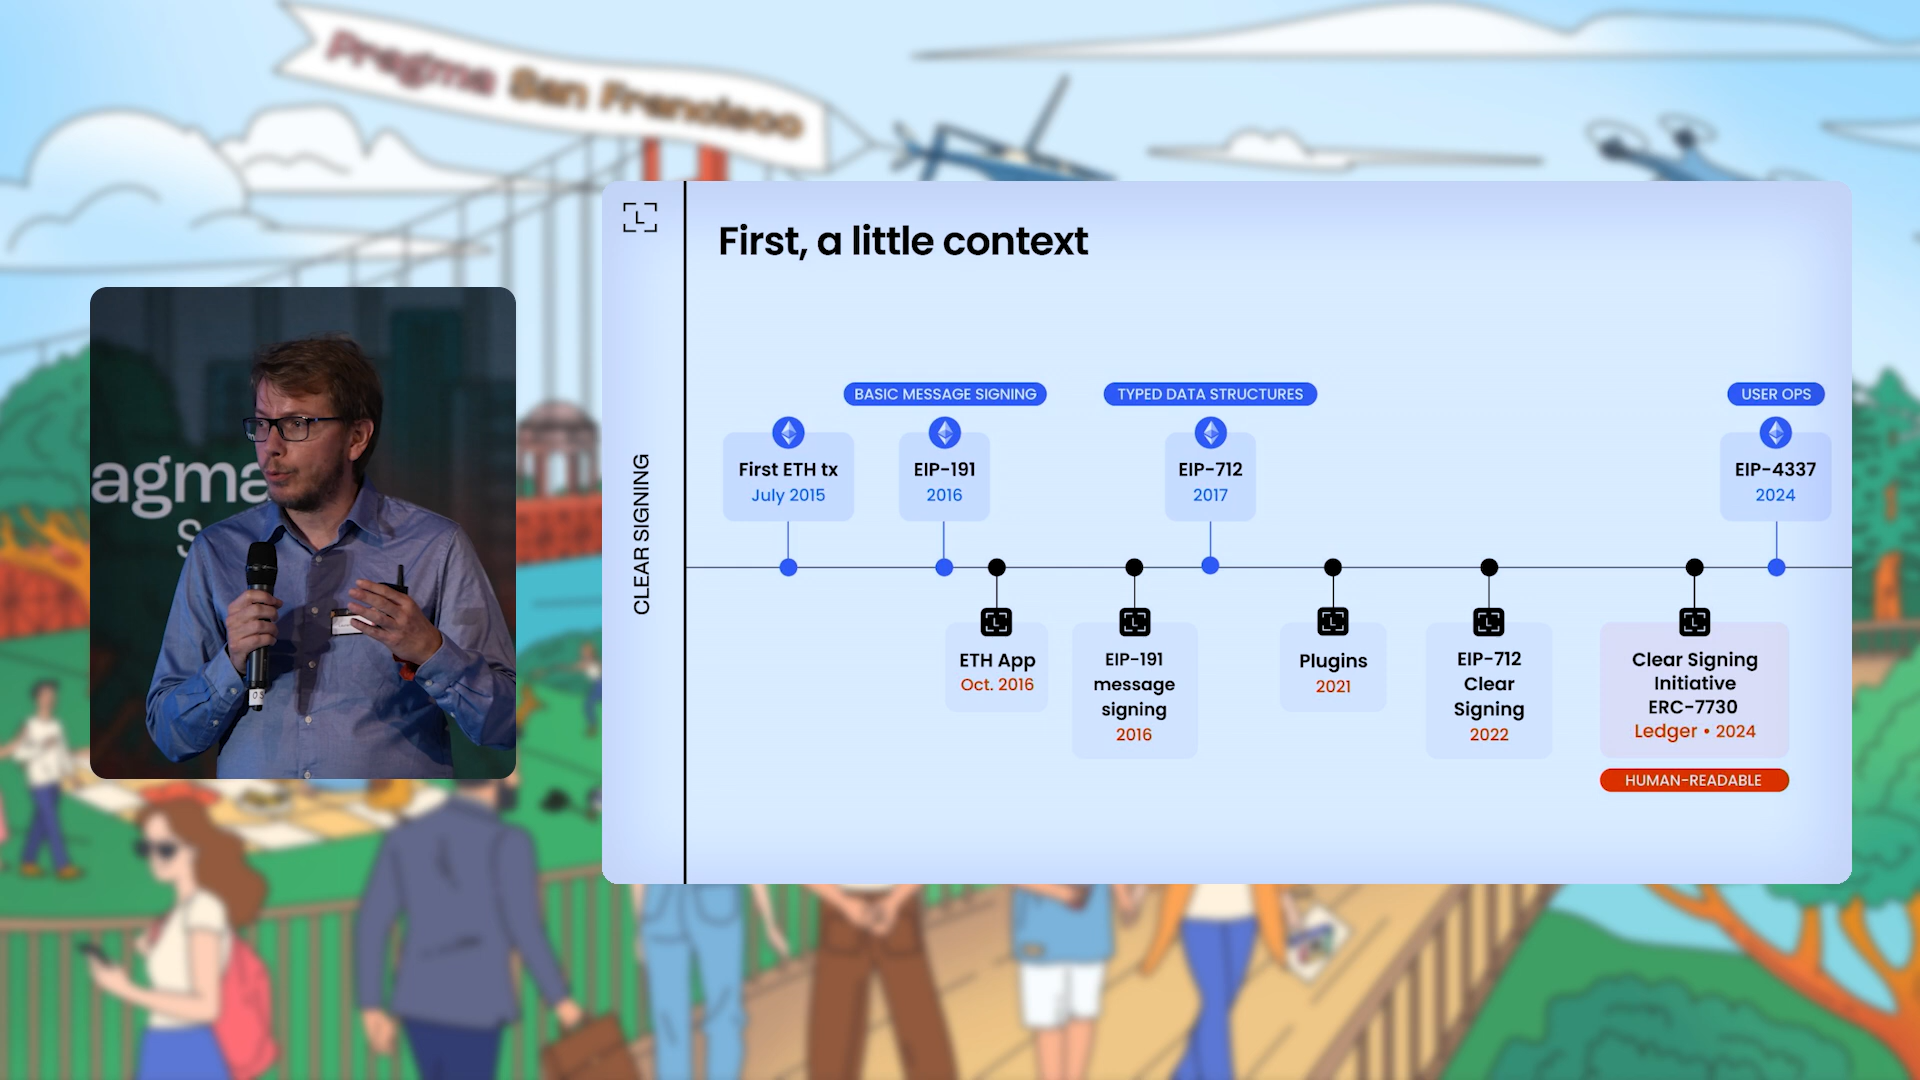 Pragma San Francisco
agma
S
First, a little context
CLEAR SIGNING
BASIC MESSAGE SIGNING
TYPED DATA STRUCTURES
USER OPS
First ETH tx
July 2015
EIP-191
2016
EIP-712
2017
EIP-4337
2024
ETH App
Oct. 2016
EIP-191
message
signing
2016
Plugins
2021
EIP-712
Clear
Signing
2022
Clear Signing
Initiative
ERC-7730
Ledger • 2024
HUMAN-READABLE